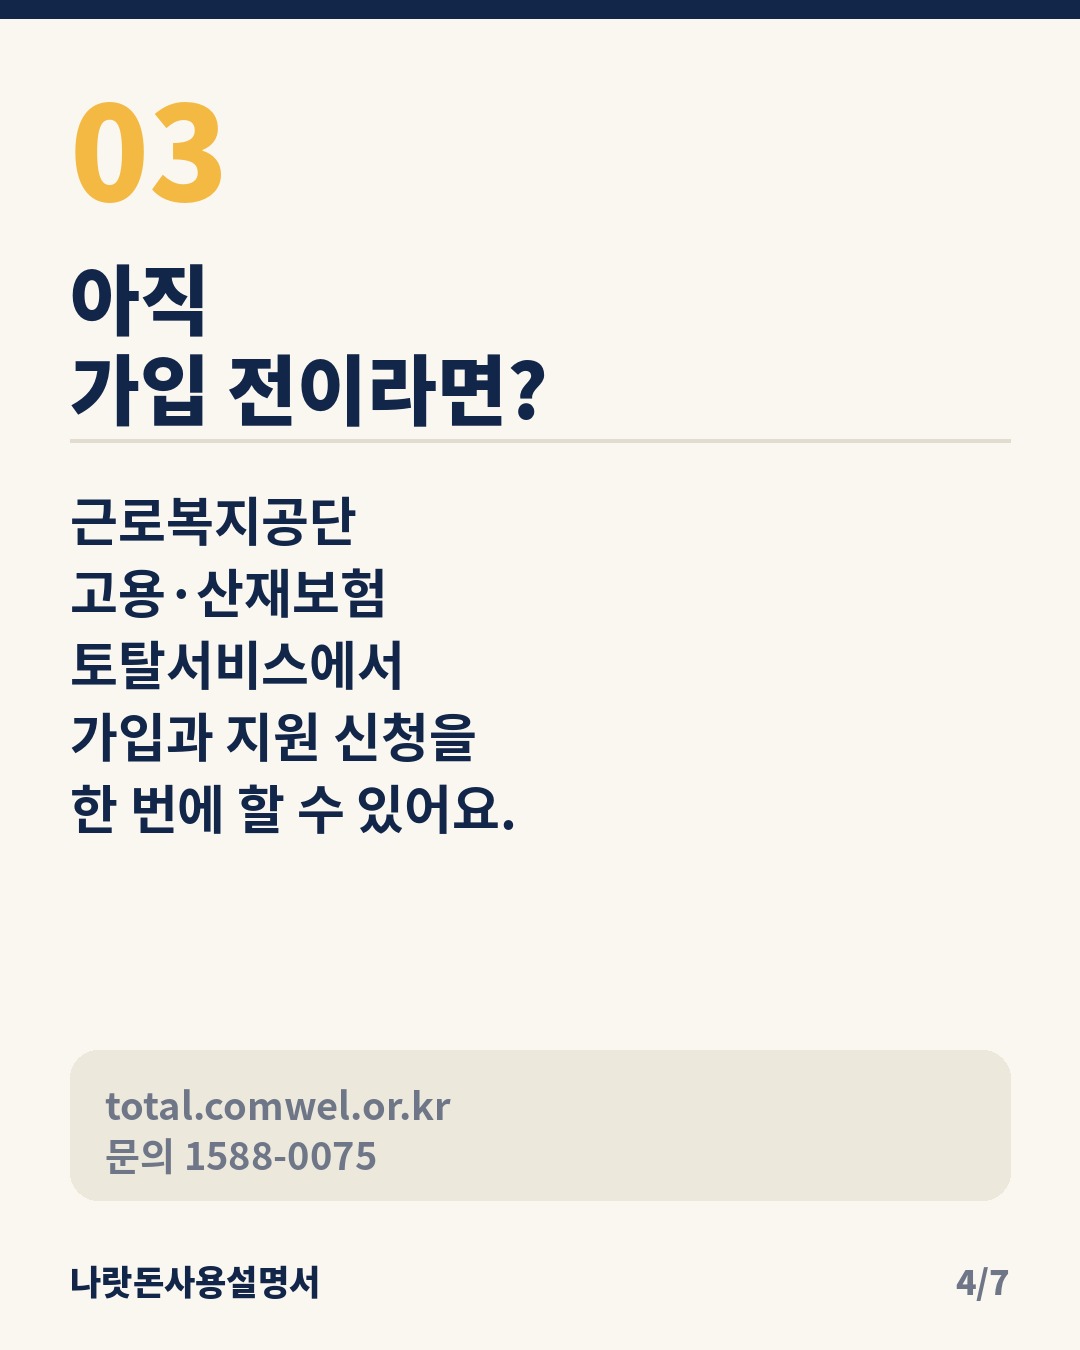 03
아직
가입 전이라면?
근로복지공단
고용·산재보험
토탈서비스에서
가입과 지원 신청을
한 번에 할 수 있어요.
total.comwel.or.kr
문의 1588-0075
나랏돈사용설명서
4/7